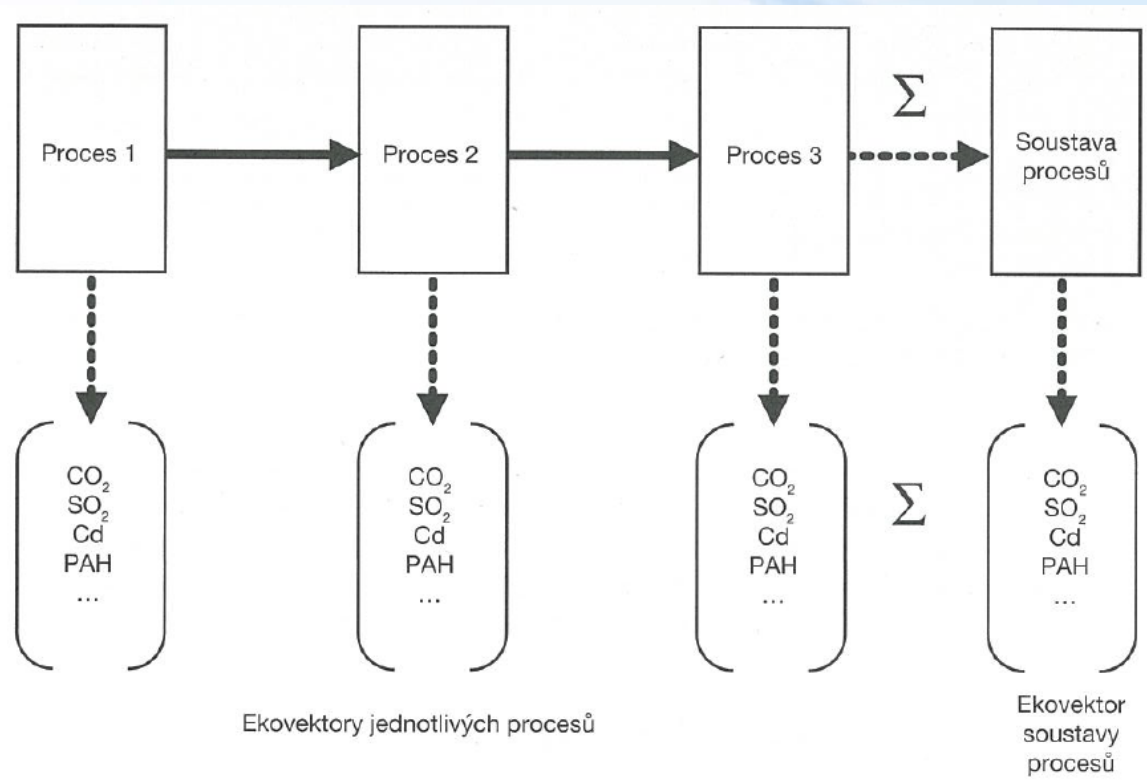 Proces 1
Proces 2
Proces 3
Σ
Soustava
procesů
CO₂
SO₂
Cd
PAH
...
CO₂
SO₂
Cd
PAH
...
CO₂
SO₂
Cd
PAH
...
Σ
CO₂
SO₂
Cd
PAH
...
Ekovektory jednotlivých procesů
Ekovektor
soustavy
procesů